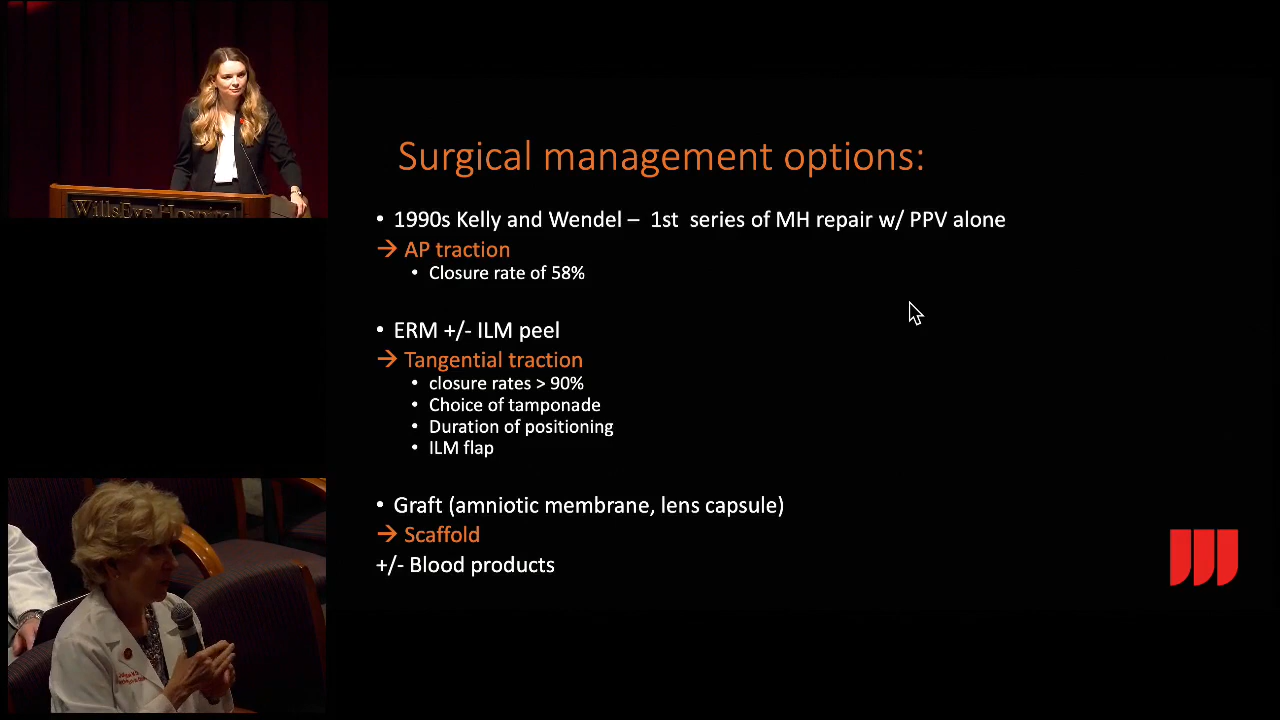 WillsEye Hospital
Surgical management options:
• 1990s Kelly and Wendel – 1st series of MH repair w/ PPV alone
→ AP traction
• Closure rate of 58%
• ERM +/- ILM peel
→ Tangential traction
• closure rates > 90%
• Choice of tamponade
• Duration of positioning
• ILM flap
• Graft (amniotic membrane, lens capsule)
→ Scaffold
+/- Blood products